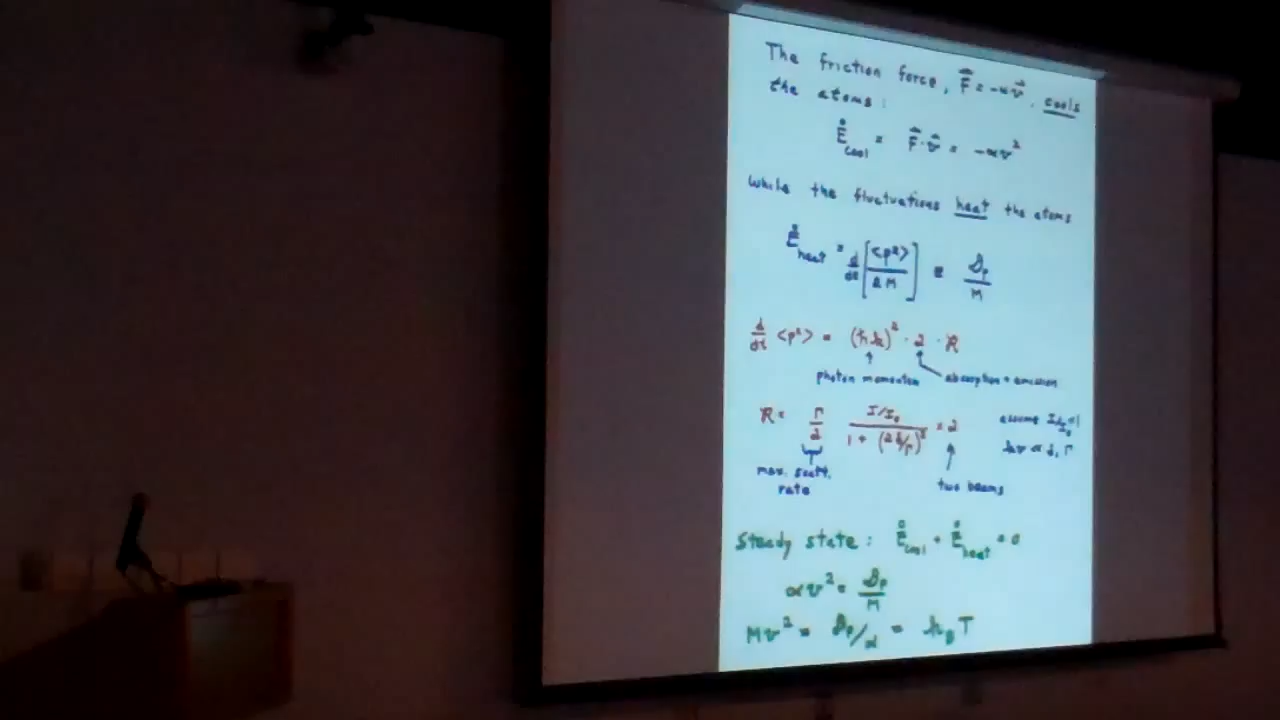 The friction force, F⃗ = -αv⃗, cools
the atoms:
Ė_cool = F⃗·v⃗ = -αv²
while the fluctuations heat the atoms
Ė_heat = d/dt [<p²>/2M] = 𝒟_p/M
d/dt <p²> = (ħk)² · 2 · R
photon momentum absorption + emission
R = Γ/2 (I/I₀)/(1 + (2δ/Γ)²) × 2
assume I/I₀
max. scatt. rate
two beams
Steady state: Ė_cool + Ė_heat = 0
αv² = 𝒟_p/M
Mv² = 𝒟_p/α = k_B T